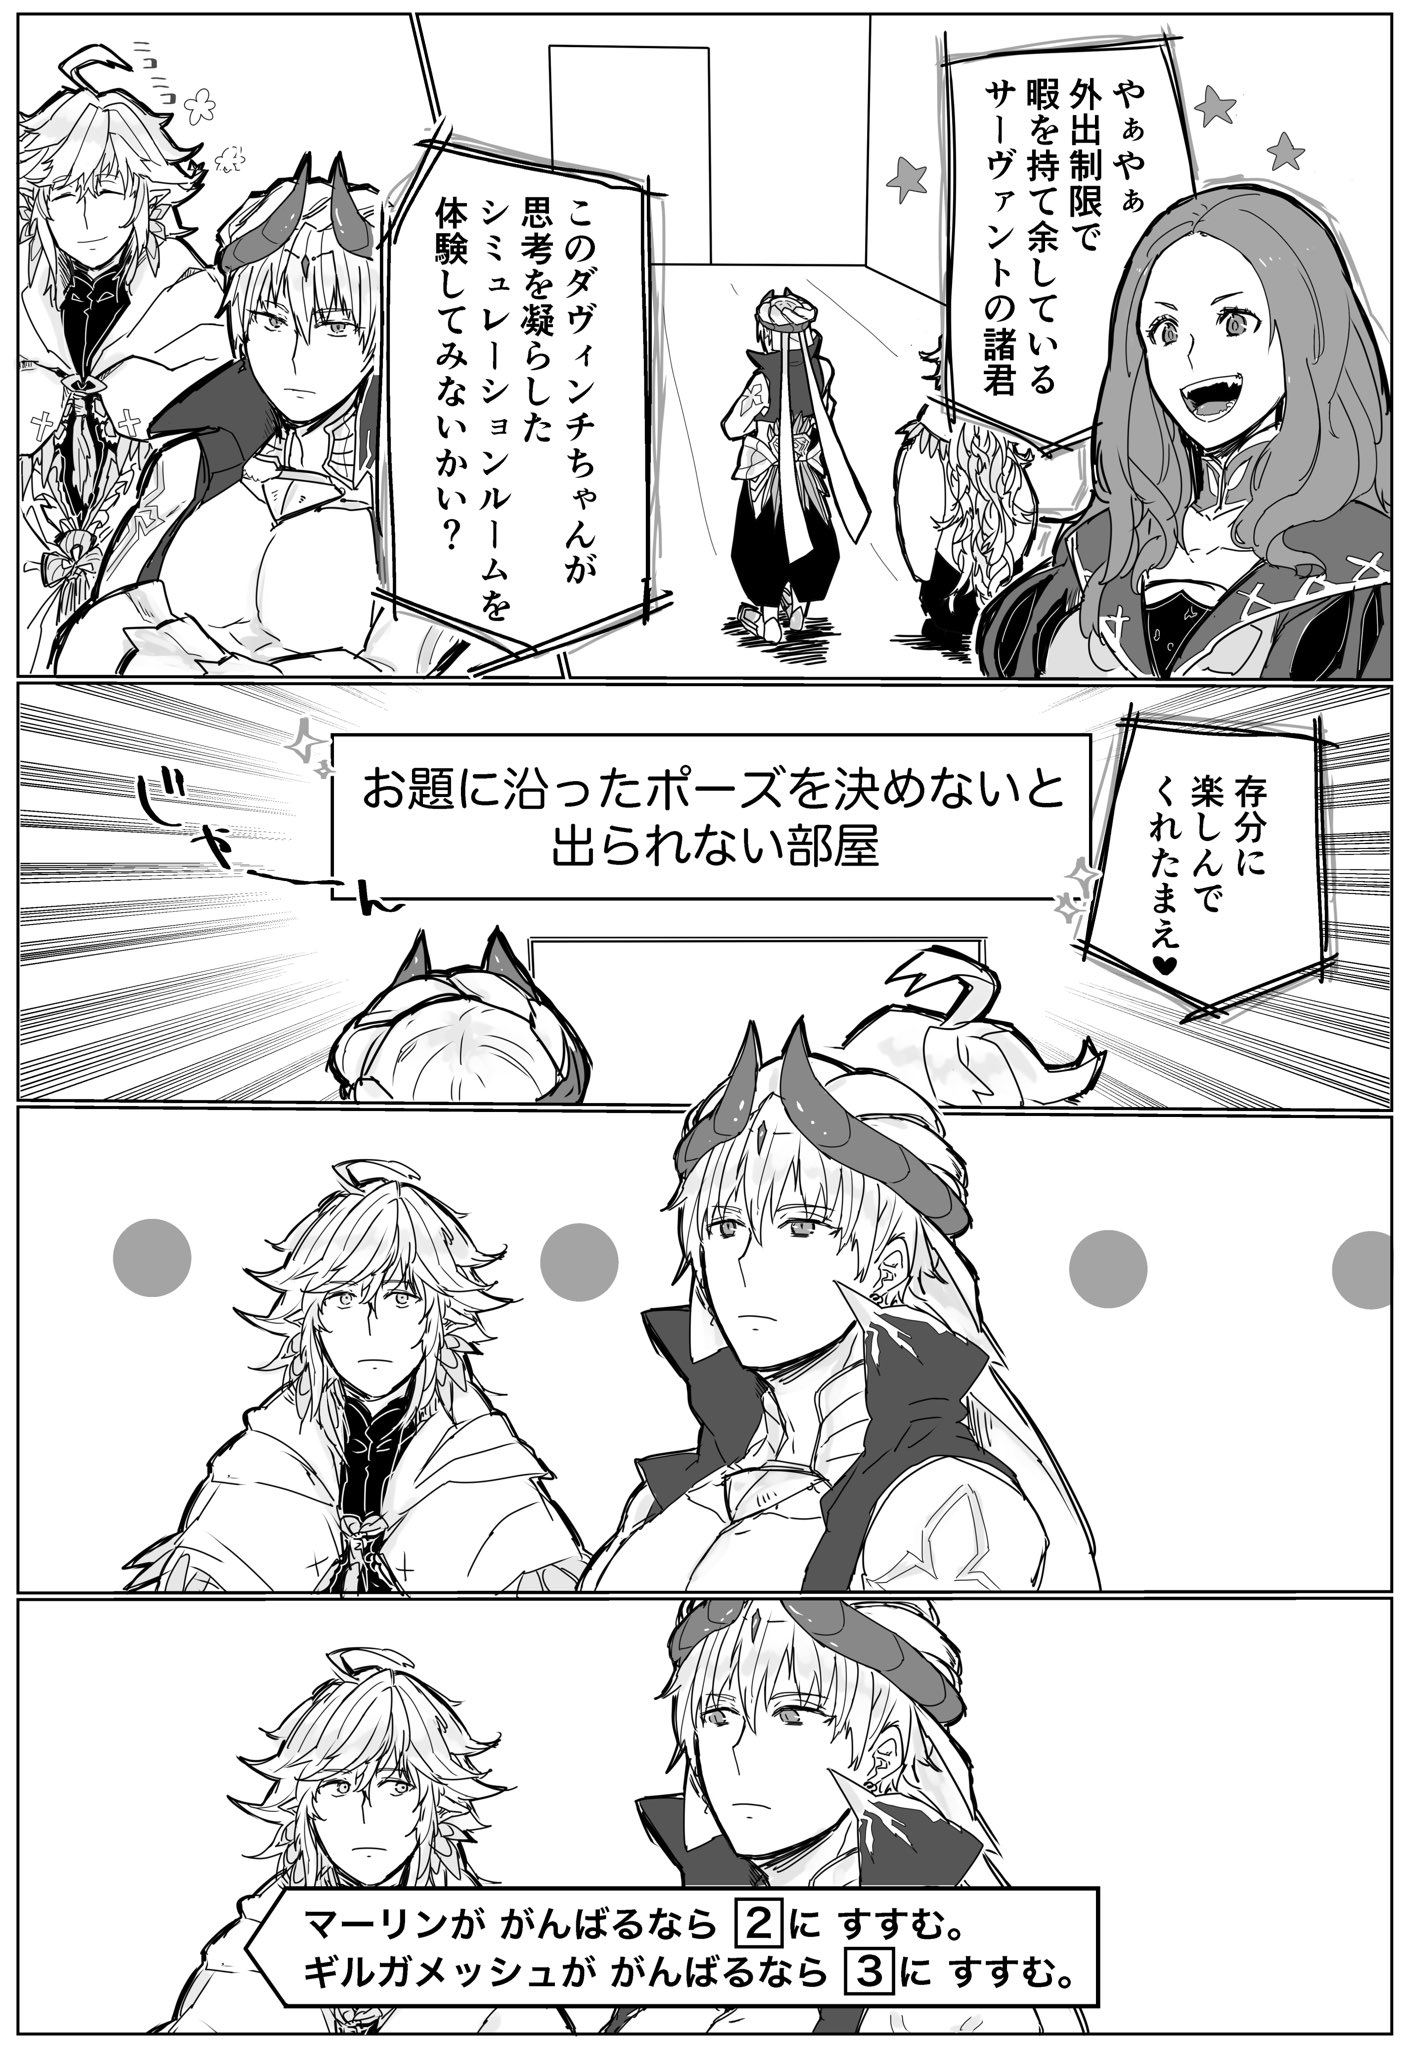 やぁやぁ
外出制限で
暇を持て余している
サーヴァントの諸君
このダヴィンチちゃんが
思考を凝らした
シミュレーションルームを
体験してみないかい？
ニコ
ニコ
存分に
楽しんで
くれたまえ♥
お題に沿ったポーズを決めないと
出られない部屋
じゃーん
マーリンが がんばるなら 2に すすむ。
ギルガメッシュが がんばるなら 3に すすむ。